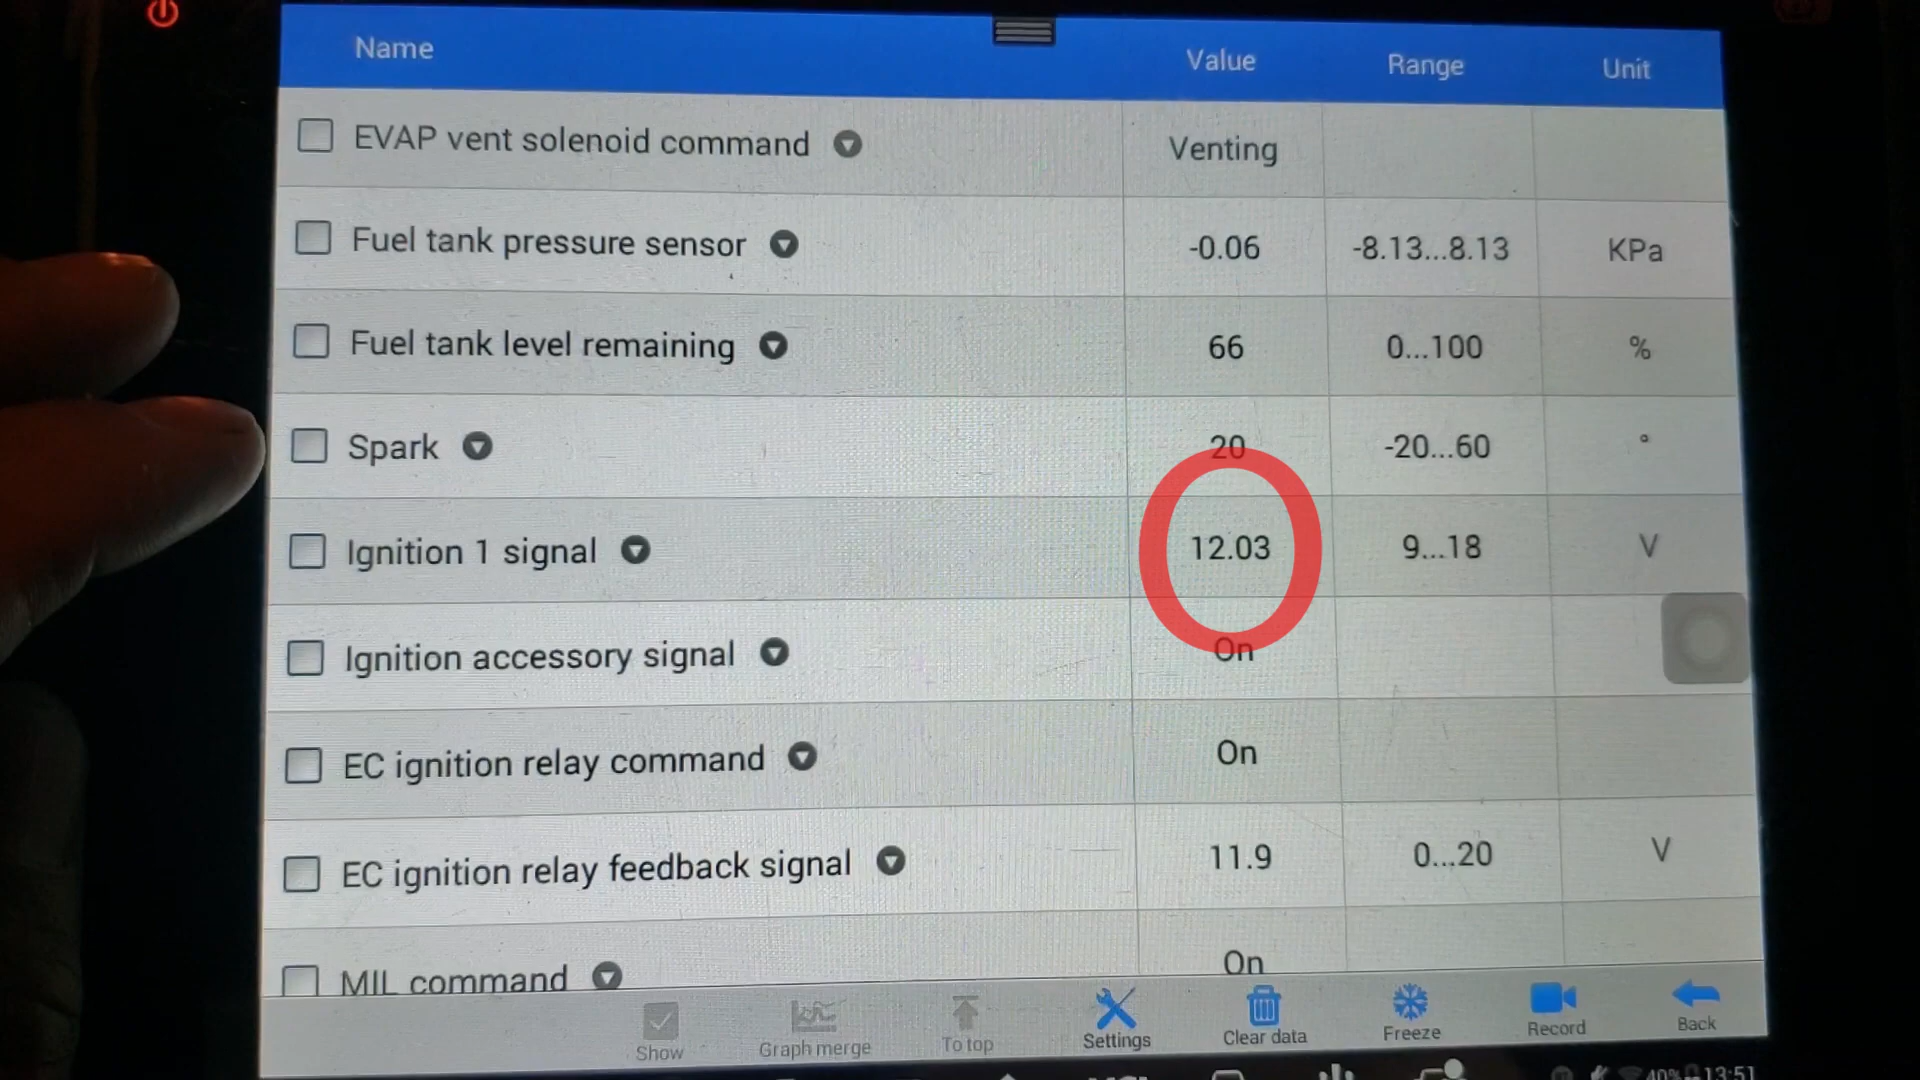 Name Value Range Unit
EVAP vent solenoid command Venting
Fuel tank pressure sensor -0.06 -8.13...8.13 KPa
Fuel tank level remaining 66 0...100 %
Spark 20 -20...60 °
Ignition 1 signal 12.03 9...18 V
Ignition accessory signal On
EC ignition relay command On
EC ignition relay feedback signal 11.9 0...20 V
MIL command On
Show Graph merge To top Settings Clear data Freeze Record Back
40% 13:51